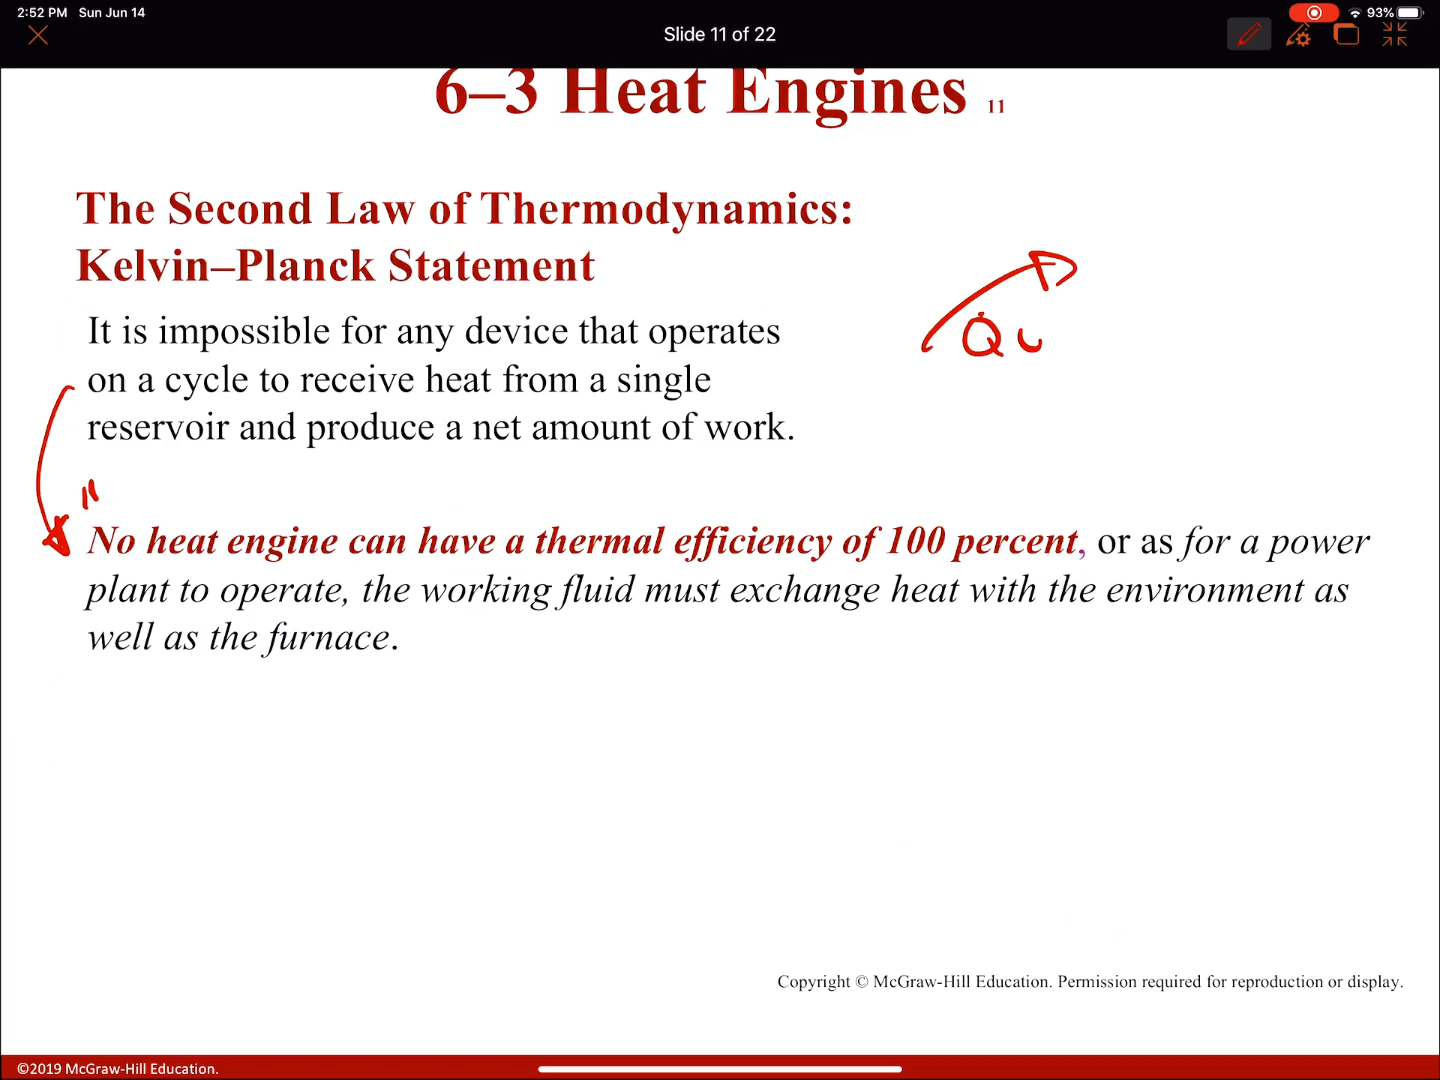 2:52 PM Sun Jun 14
93%
Slide 11 of 22
6–3 Heat Engines 11
The Second Law of Thermodynamics:
Kelvin–Planck Statement
It is impossible for any device that operates
on a cycle to receive heat from a single
reservoir and produce a net amount of work.
"
No heat engine can have a thermal efficiency of 100 percent, or as for a power
plant to operate, the working fluid must exchange heat with the environment as
well as the furnace.
Copyright © McGraw-Hill Education. Permission required for reproduction or display.
©2019 McGraw-Hill Education.